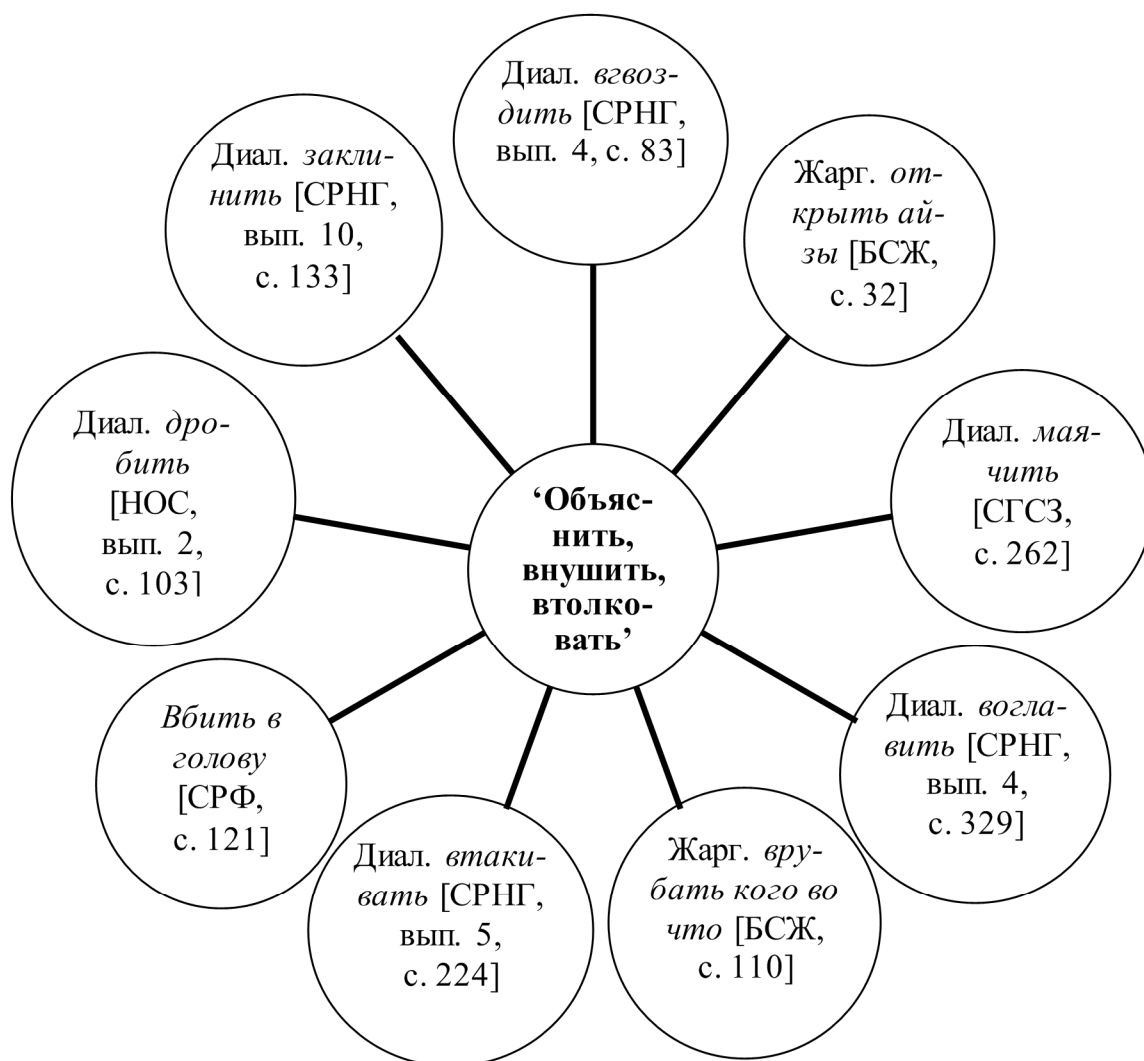 Диал. вгвоз-
дить [СРНГ,
вып. 4, с. 83]
Жарг. от-
крыть ай-
зы [БСЖ,
с. 32]
Диал. мая-
чить
[СГСЗ,
с. 262]
Диал. вогла-
вить [СРНГ,
вып. 4,
с. 329]
Жарг. вру-
бать кого во
что [БСЖ,
с. 110]
Диал. втаки-
вать [СРНГ,
вып. 5,
с. 224]
Вбить в
голову
[СРФ,
с. 121]
Диал. дро-
бить
[НОС,
вып. 2,
с. 103]
Диал. закли-
нить [СРНГ,
вып. 10,
с. 133]
‘Объяс-
нить,
внушить,
втолко-
вать’